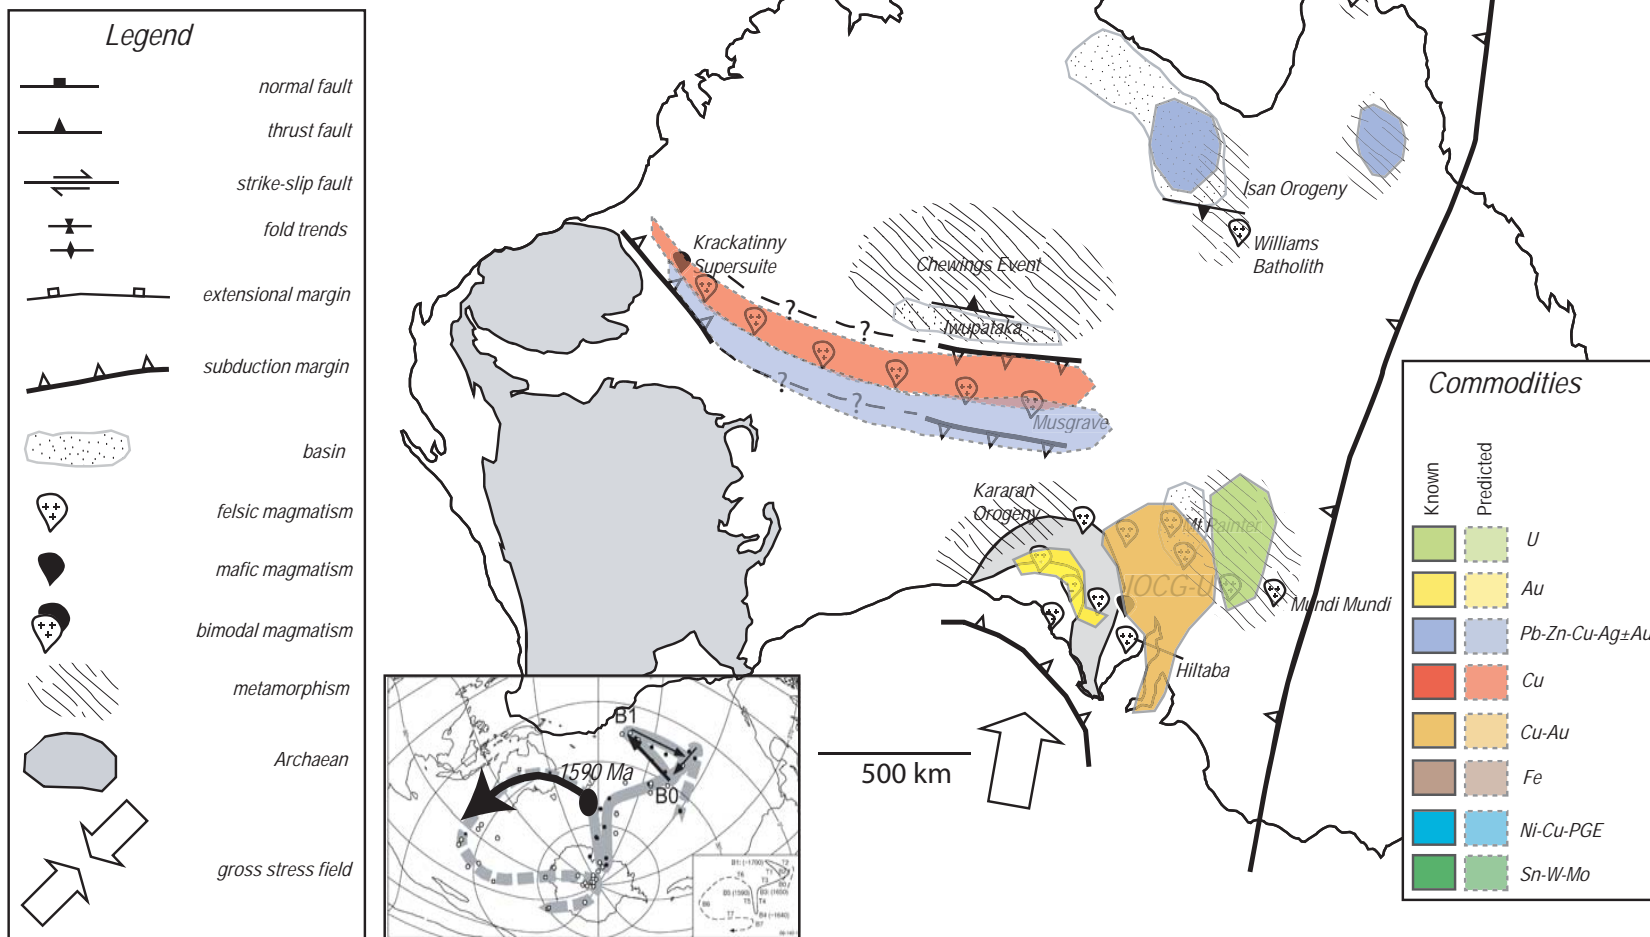 Legend
normal fault
thrust fault
strike-slip fault
fold trends
extensional margin
subduction margin
basin
felsic magmatism
mafic magmatism
bimodal magmatism
metamorphism
Archaean
gross stress field
Krackatinny
Supersuite
?
?
?
?
Chewings Event
Iwupataka
Musgrave
Isan Orogeny
Williams
Batholith
Kararan
Orogeny
Mt Painter
IOCG-U
Mundi Mundi
Hiltaba
500 km
B1
1590 Ma
B0
Commodities
Known
Predicted
U
Au
Pb-Zn-Cu-Ag±Au
Cu
Cu-Au
Fe
Ni-Cu-PGE
Sn-W-Mo